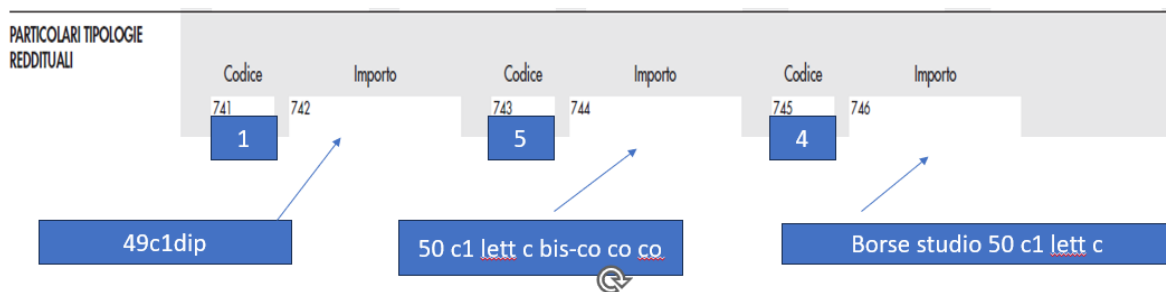 PARTICOLARI TIPOLOGIE
REDDITUALI
Codice Importo Codice Importo Codice Importo
741 742 743 744 745 746
1 5 4
49c1dip 50 c1 lett c bis-co co co Borse studio 50 c1 lett c